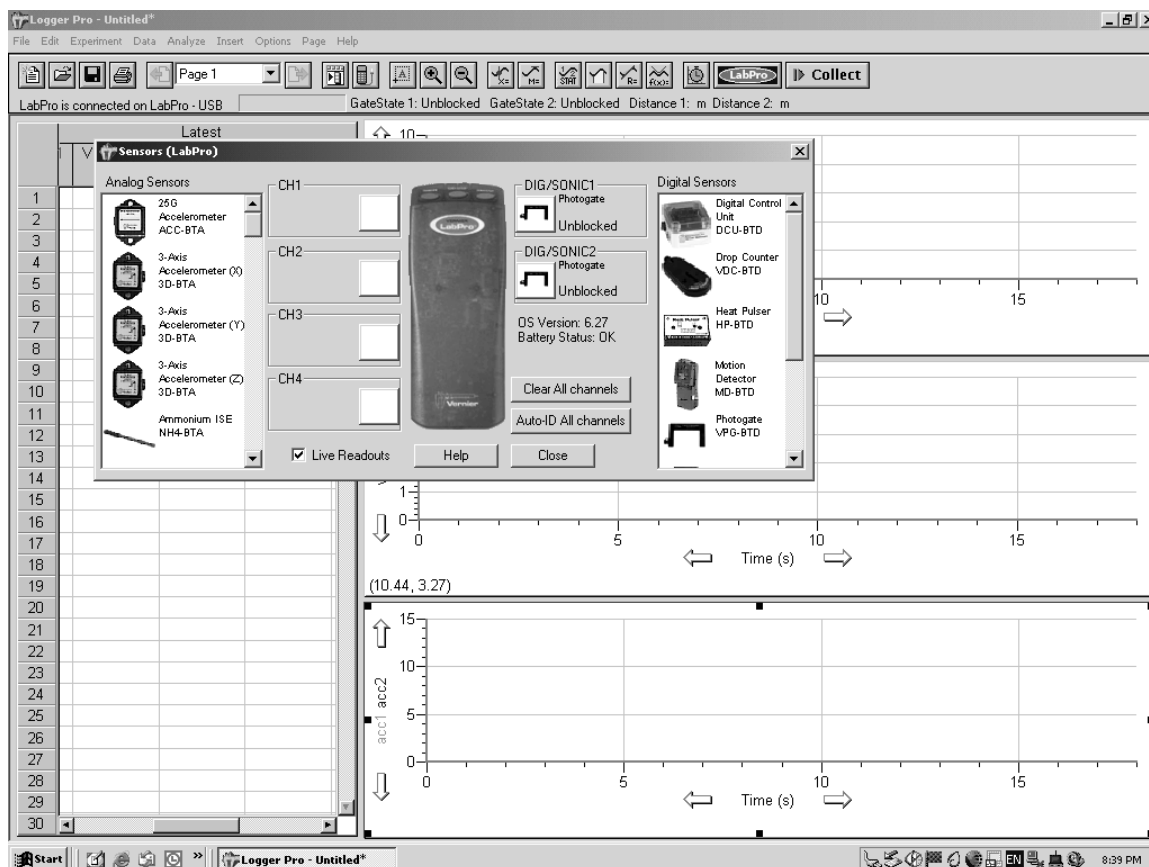 Logger Pro - Untitled*
File Edit Experiment Data Analyze Insert Options Page Help
Page 1
X=
M=
STAT
R=
f(x)=
LabPro
Collect
LabPro is connected on LabPro - USB
GateState 1: Unblocked GateState 2: Unblocked Distance 1: m Distance 2: m
Latest
V
1
2
3
4
5
6
7
8
9
10
11
12
13
14
15
16
17
18
19
20
21
22
23
24
25
26
27
28
29
30
Sensors (LabPro)
Analog Sensors
25G
Accelerometer
ACC-BTA
3-Axis
Accelerometer (X)
3D-BTA
3-Axis
Accelerometer (Y)
3D-BTA
3-Axis
Accelerometer (Z)
3D-BTA
Ammonium ISE
NH4-BTA
CH1
CH2
CH3
CH4
Live Readouts
LabPro
Vernier
DIG/SONIC1
Photogate
Unblocked
DIG/SONIC2
Photogate
Unblocked
OS Version: 6.27
Battery Status: OK
Clear All channels
Auto-ID All channels
Help
Close
Digital Sensors
Digital Control
Unit
DCU-BTD
Drop Counter
VDC-BTD
Heat Pulser
HP-BTD
Motion
Detector
MD-BTD
Photogate
VPG-BTD
10
10
15
1
0
0
5
10
15
Time (s)
(10.44, 3.27)
15
10
5
0
acc1 acc2
0
5
10
15
Time (s)
Start
Logger Pro - Untitled*
EN
8:39 PM